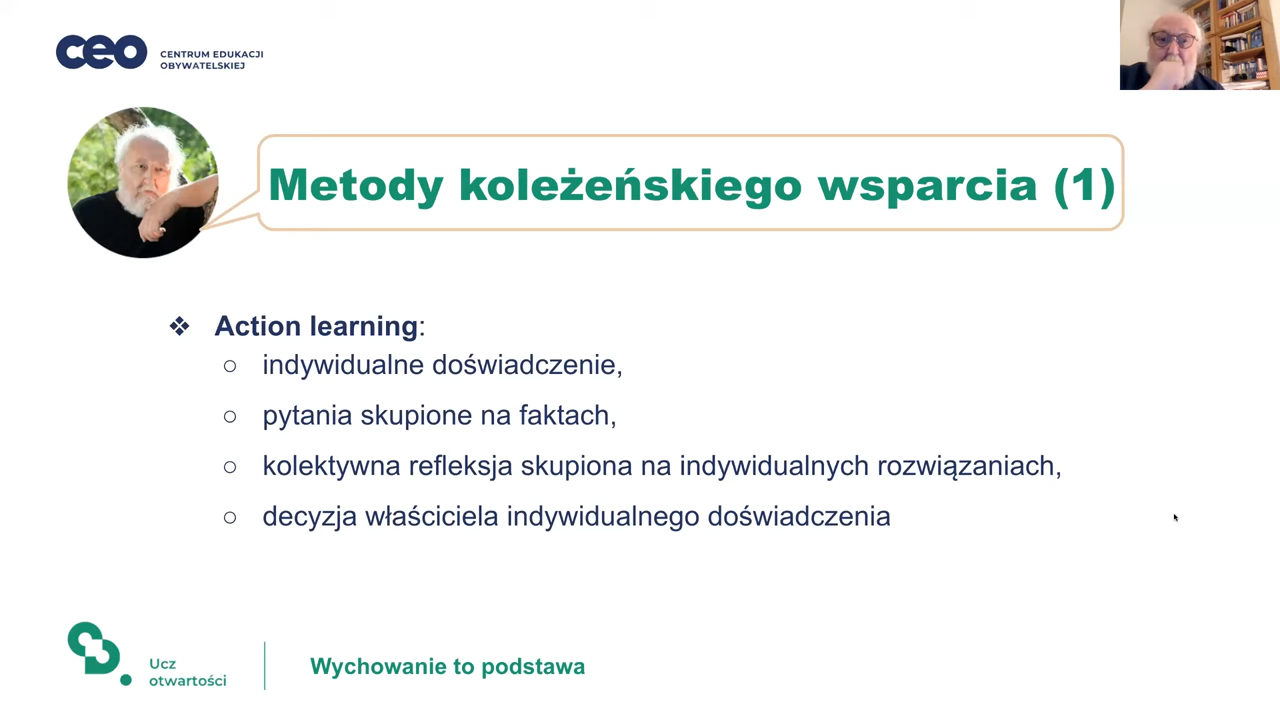 ceo
CENTRUM EDUKACJI
OBYWATELSKIEJ
Metody koleżeńskiego wsparcia (1)
❖ Action learning:
○ indywidualne doświadczenie,
○ pytania skupione na faktach,
○ kolektywna refleksja skupiona na indywidualnych rozwiązaniach,
○ decyzja właściciela indywidualnego doświadczenia
Ucz
otwartości
Wychowanie to podstawa